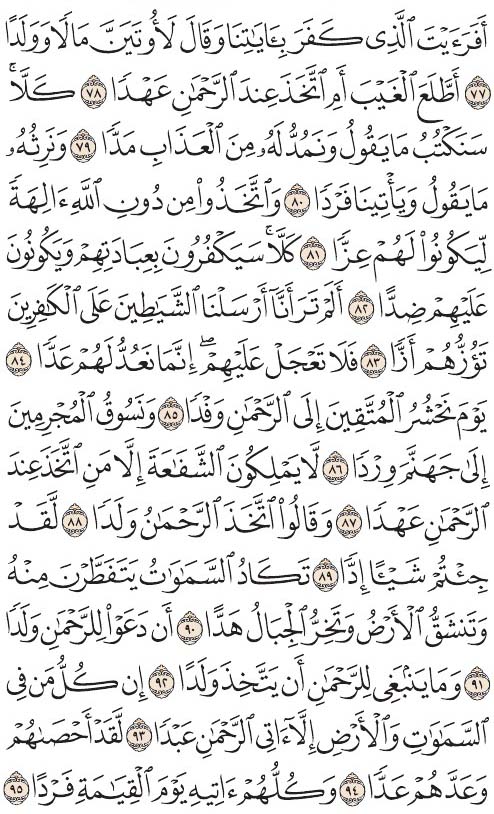 أَفَرَءَيْتَ ٱلَّذِى كَفَرَ بِـَٔايَـٰتِنَا وَقَالَ لَأُوتَيَنَّ مَالًا وَوَلَدًا
٧٧ أَطَّلَعَ ٱلْغَيْبَ أَمِ ٱتَّخَذَ عِندَ ٱلرَّحْمَـٰنِ عَهْدًا ٧٨ كَلَّا ۚ
سَنَكْتُبُ مَا يَقُولُ وَنَمُدُّ لَهُۥ مِنَ ٱلْعَذَابِ مَدًّا ٧٩ وَنَرِثُهُۥ
مَا يَقُولُ وَيَأْتِينَا فَرْدًا ٨٠ وَٱتَّخَذُوا۟ مِن دُونِ ٱللَّهِ ءَالِهَةً
لِّيَكُونُوا۟ لَهُمْ عِزًّا ٨١ كَلَّا ۚ سَيَكْفُرُونَ بِعِبَادَتِهِمْ وَيَكُونُونَ
عَلَيْهِمْ ضِدًّا ٨٢ أَلَمْ تَرَ أَنَّآ أَرْسَلْنَا ٱلشَّيَـٰطِينَ عَلَى ٱلْكَـٰفِرِينَ
تَؤُزُّهُمْ أَزًّا ٨٣ فَلَا تَعْجَلْ عَلَيْهِمْ ۖ إِنَّمَا نَعُدُّ لَهُمْ عَدًّا ٨٤
يَوْمَ نَحْشُرُ ٱلْمُتَّقِينَ إِلَى ٱلرَّحْمَـٰنِ وَفْدًا ٨٥ وَنَسُوقُ ٱلْمُجْرِمِينَ
إِلَىٰ جَهَنَّمَ وِرْدًا ٨٦ لَّا يَمْلِكُونَ ٱلشَّفَـٰعَةَ إِلَّا مَنِ ٱتَّخَذَ عِندَ
ٱلرَّحْمَـٰنِ عَهْدًا ٨٧ وَقَالُوا۟ ٱتَّخَذَ ٱلرَّحْمَـٰنُ وَلَدًا ٨٨ لَّقَدْ
جِئْتُمْ شَيْـًٔا إِدًّا ٨٩ تَكَادُ ٱلسَّمَـٰوَٰتُ يَتَفَطَّرْنَ مِنْهُ
وَتَنشَقُّ ٱلْأَرْضُ وَتَخِرُّ ٱلْجِبَالُ هَدًّا ٩٠ أَن دَعَوْا۟ لِلرَّحْمَـٰنِ وَلَدًا
٩١ وَمَا يَنۢبَغِى لِلرَّحْمَـٰنِ أَن يَتَّخِذَ وَلَدًا ٩٢ إِن كُلُّ مَن فِى
ٱلسَّمَـٰوَٰتِ وَٱلْأَرْضِ إِلَّآ ءَاتِى ٱلرَّحْمَـٰنِ عَبْدًا ٩٣ لَّقَدْ أَحْصَىٰهُمْ
وَعَدَّهُمْ عَدًّا ٩٤ وَكُلُّهُمْ ءَاتِيهِ يَوْمَ ٱلْقِيَـٰمَةِ فَرْدًا ٩٥